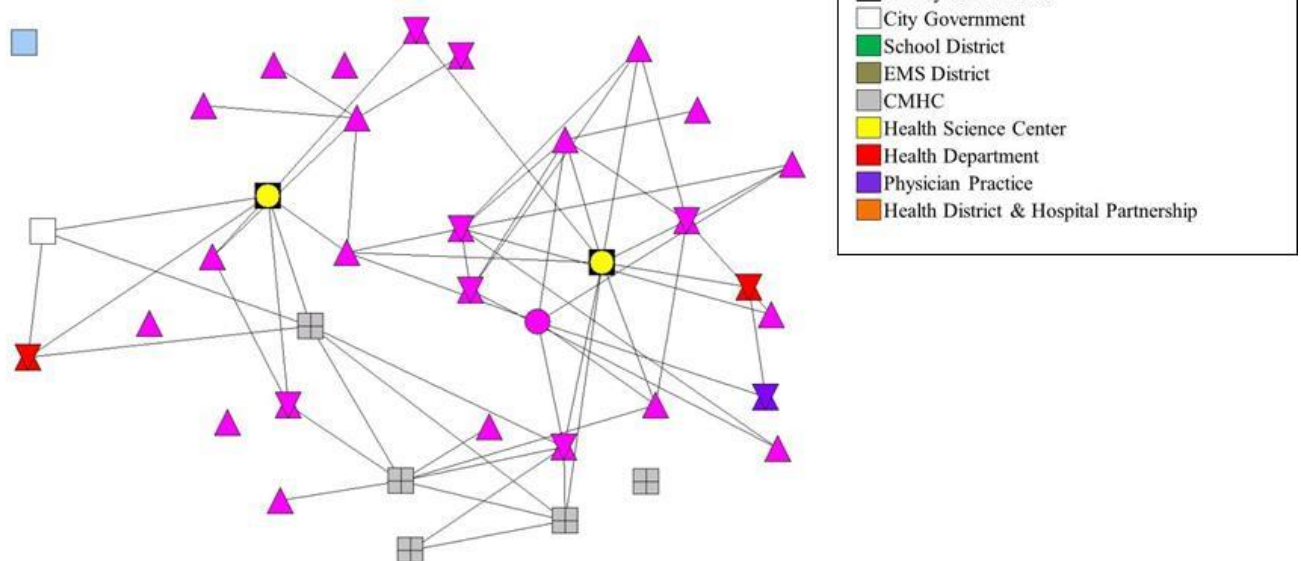 City Government
School District
EMS District
CMHC
Health Science Center
Health Department
Physician Practice
Health District & Hospital Partnership